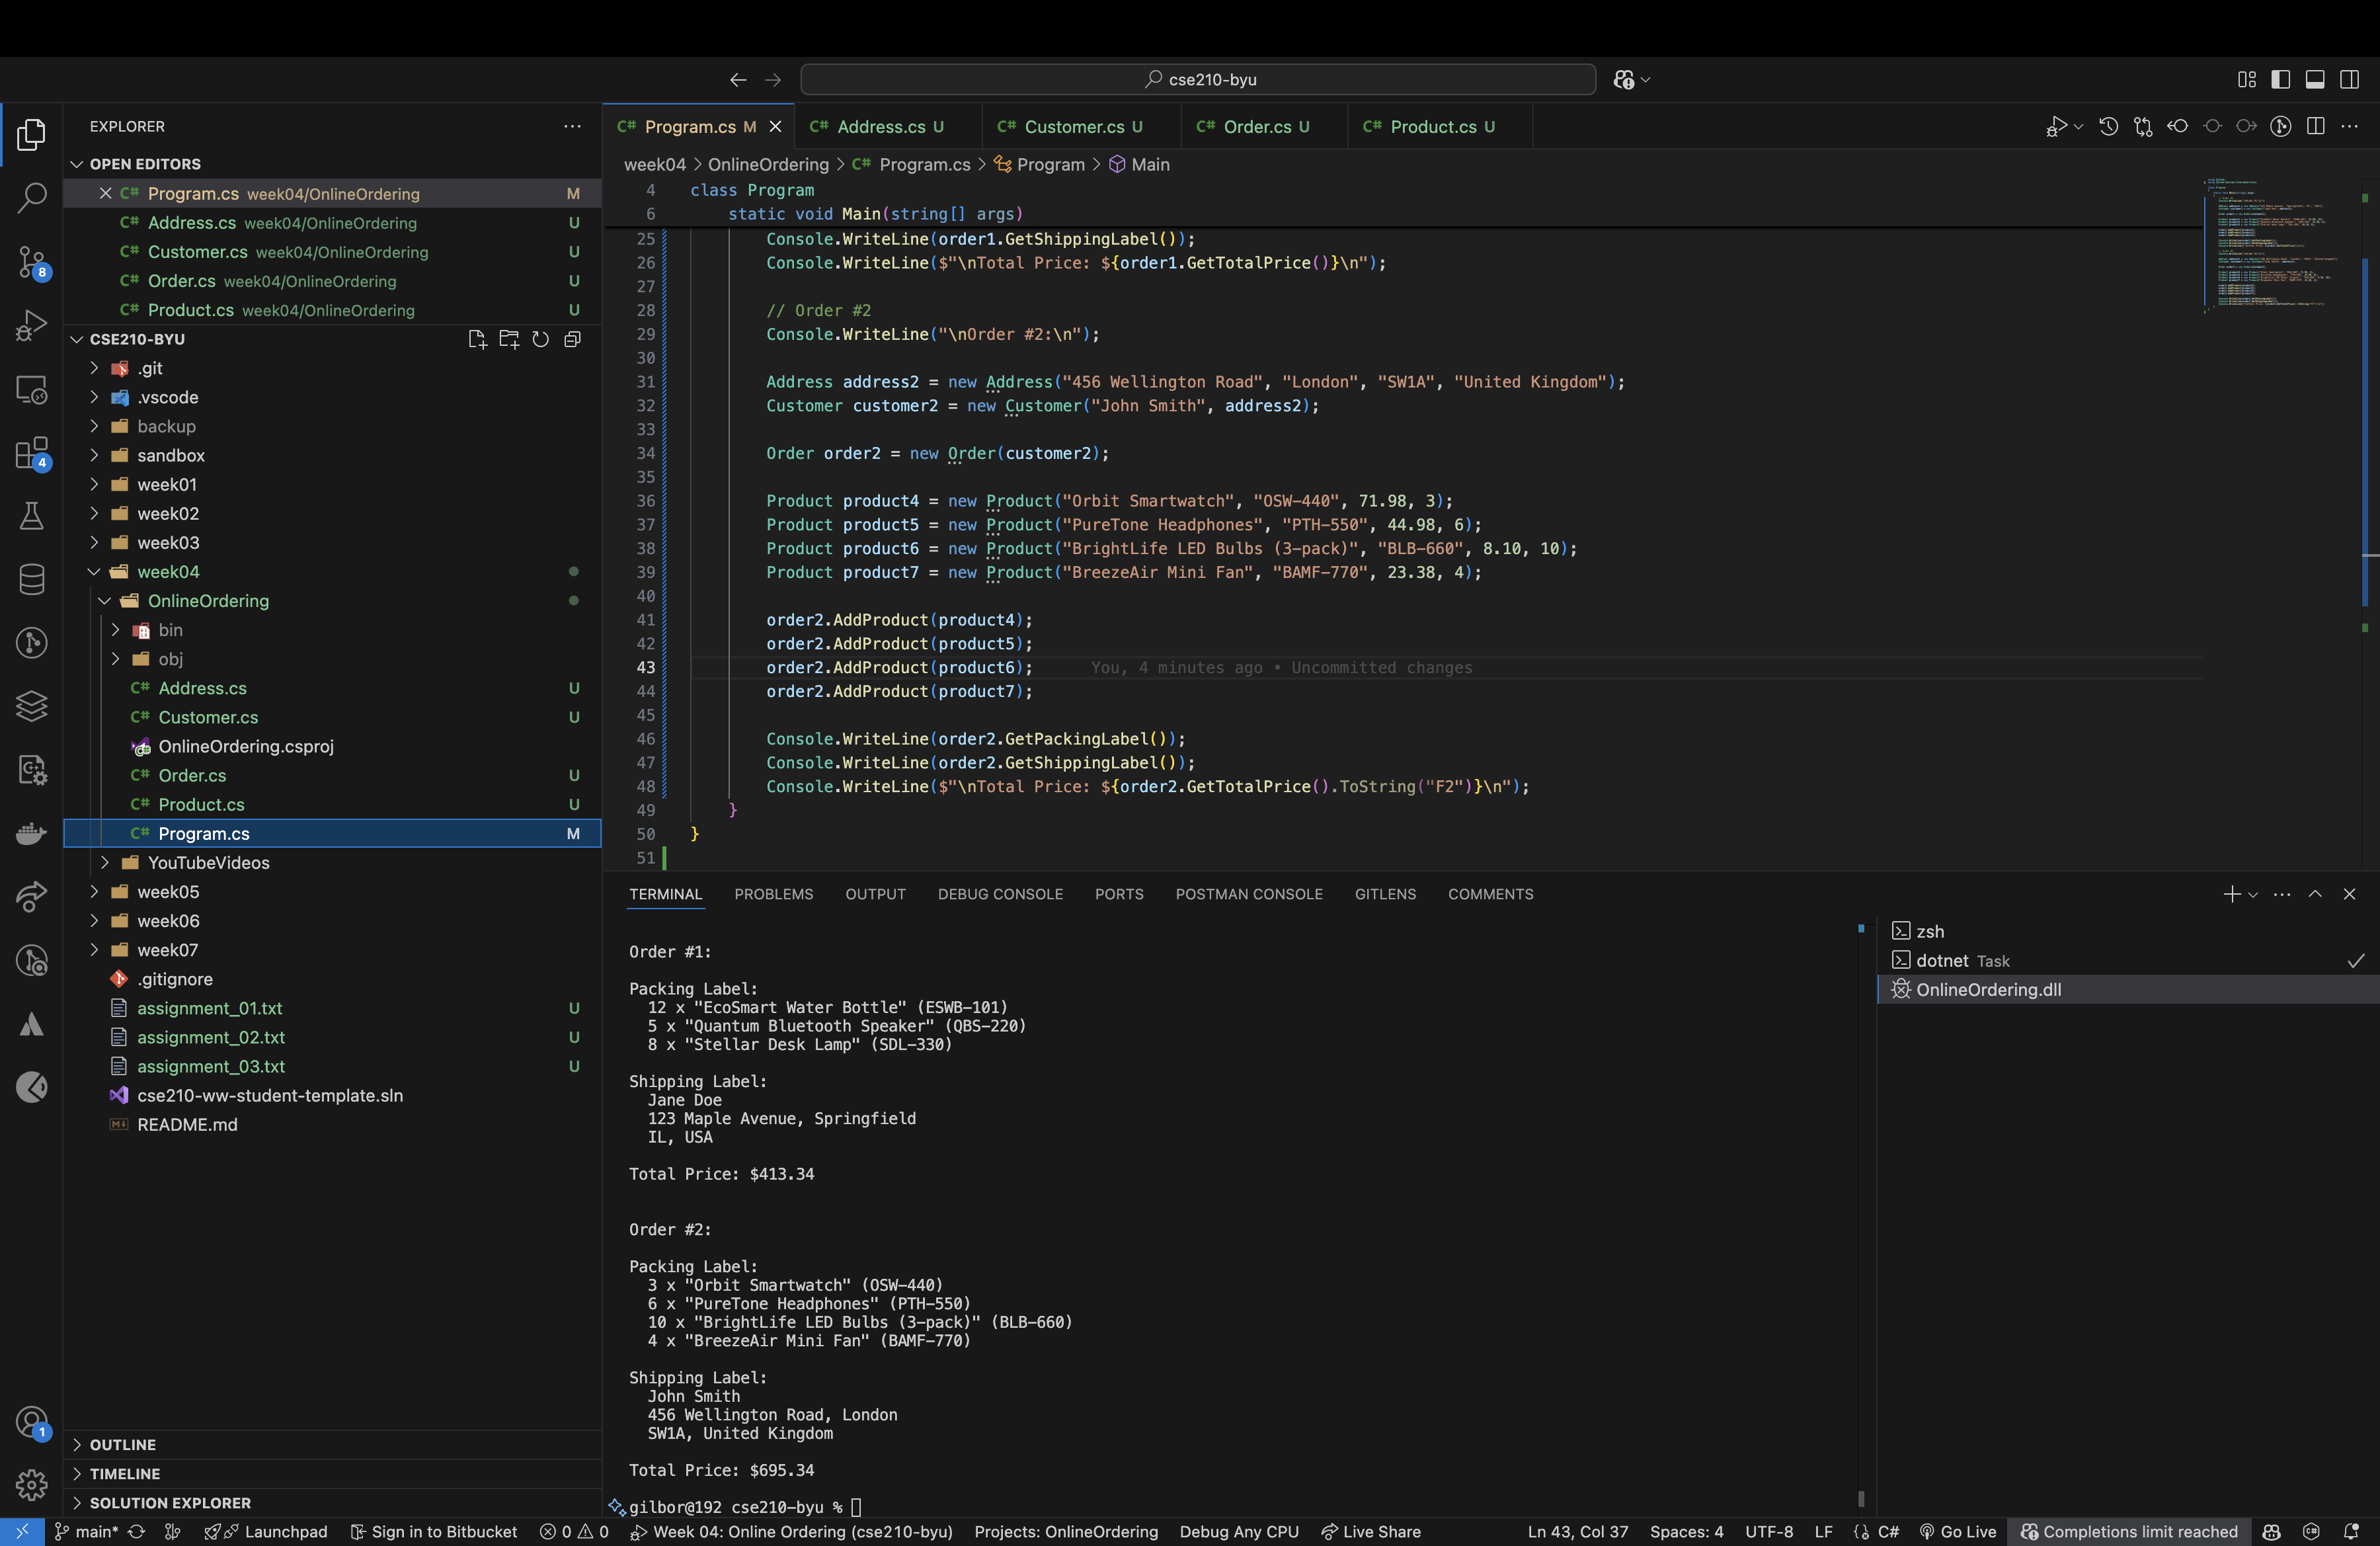 cse210-byu
EXPLORER
OPEN EDITORS
Program.cs week04/OnlineOrdering M
Address.cs week04/OnlineOrdering U
Customer.cs week04/OnlineOrdering U
Order.cs week04/OnlineOrdering U
Product.cs week04/OnlineOrdering U
CSE210-BYU
.git
.vscode
backup
sandbox
week01
week02
week03
week04
OnlineOrdering
bin
obj
Address.cs U
Customer.cs U
OnlineOrdering.csproj
Order.cs U
Product.cs U
Program.cs M
YouTubeVideos
week05
week06
week07
.gitignore
assignment_01.txt U
assignment_02.txt U
assignment_03.txt U
cse210-ww-student-template.sln
README.md
OUTLINE
TIMELINE
SOLUTION EXPLORER
8
4
1
C# Program.cs M C# Address.cs U C# Customer.cs U C# Order.cs U C# Product.cs U
week04 > OnlineOrdering > C# Program.cs > Program > Main
4 class Program
6 static void Main(string[] args)
25 Console.WriteLine(order1.GetShippingLabel());
26 Console.WriteLine($"\nTotal Price: ${order1.GetTotalPrice()}\n");
27
28 // Order #2
29 Console.WriteLine("\nOrder #2:\n");
30
31 Address address2 = new Address("456 Wellington Road", "London", "SW1A", "United Kingdom");
32 Customer customer2 = new Customer("John Smith", address2);
33
34 Order order2 = new Order(customer2);
35
36 Product product4 = new Product("Orbit Smartwatch", "OSW-440", 71.98, 3);
37 Product product5 = new Product("PureTone Headphones", "PTH-550", 44.98, 6);
38 Product product6 = new Product("BrightLife LED Bulbs (3-pack)", "BLB-660", 8.10, 10);
39 Product product7 = new Product("BreezeAir Mini Fan", "BAMF-770", 23.38, 4);
40
41 order2.AddProduct(product4);
42 order2.AddProduct(product5);
43 order2.AddProduct(product6); You, 4 minutes ago • Uncommitted changes
44 order2.AddProduct(product7);
45
46 Console.WriteLine(order2.GetPackingLabel());
47 Console.WriteLine(order2.GetShippingLabel());
48 Console.WriteLine($"\nTotal Price: ${order2.GetTotalPrice().ToString("F2")}\n");
49 }
50 }
51
TERMINAL PROBLEMS OUTPUT DEBUG CONSOLE PORTS POSTMAN CONSOLE GITLENS COMMENTS
Order #1:
Packing Label:
12 x "EcoSmart Water Bottle" (ESWB-101)
5 x "Quantum Bluetooth Speaker" (QBS-220)
8 x "Stellar Desk Lamp" (SDL-330)
Shipping Label:
Jane Doe
123 Maple Avenue, Springfield
IL, USA
Total Price: $413.34
Order #2:
Packing Label:
3 x "Orbit Smartwatch" (OSW-440)
6 x "PureTone Headphones" (PTH-550)
10 x "BrightLife LED Bulbs (3-pack)" (BLB-660)
4 x "BreezeAir Mini Fan" (BAMF-770)
Shipping Label:
John Smith
456 Wellington Road, London
SW1A, United Kingdom
Total Price: $695.34
gilbor@192 cse210-byu %
zsh
dotnet Task
OnlineOrdering.dll
main* Launchpad Sign in to Bitbucket 0 0 Week 04: Online Ordering (cse210-byu) Projects: OnlineOrdering Debug Any CPU Live Share Ln 43, Col 37 Spaces: 4 UTF-8 LF C# Go Live Completions limit reached